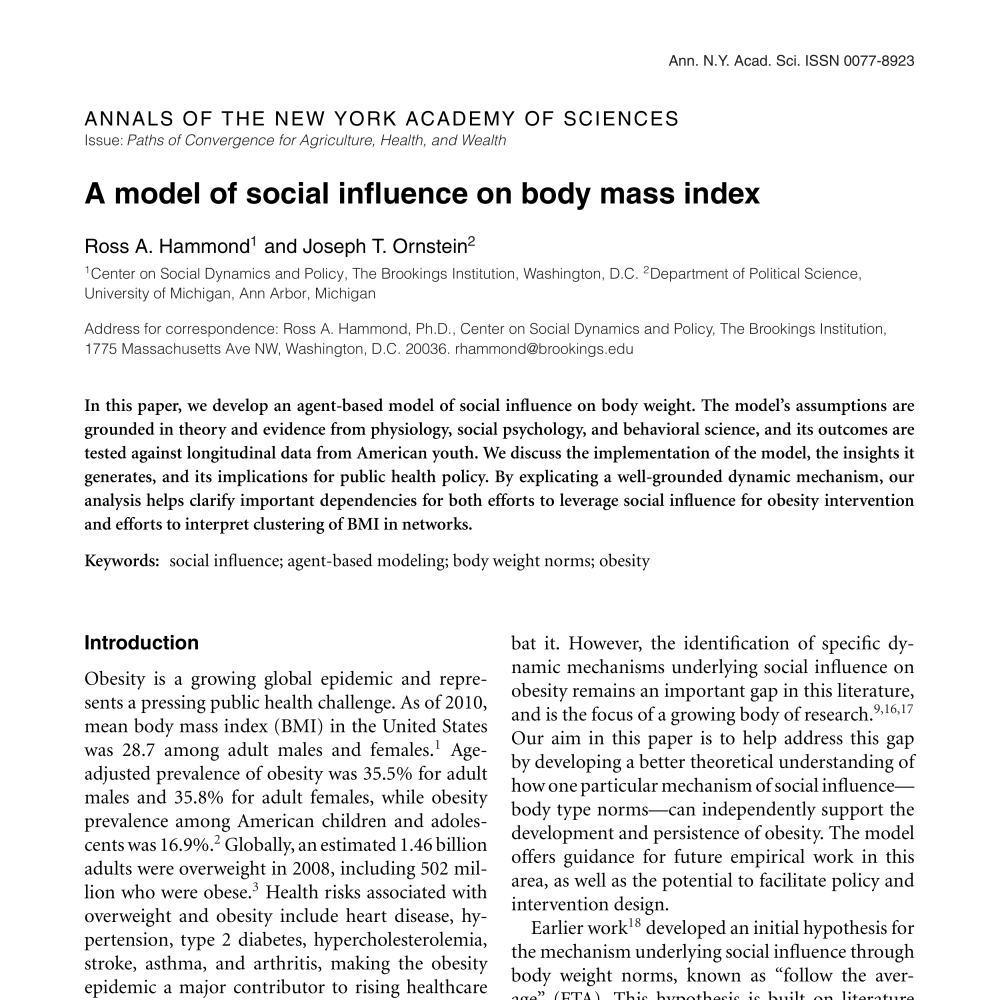 Ann. N.Y. Acad. Sci. ISSN 0077-8923
ANNALS OF THE NEW YORK ACADEMY OF SCIENCES
Issue: Paths of Convergence for Agriculture, Health, and Wealth
A model of social influence on body mass index
Ross A. Hammond¹ and Joseph T. Ornstein²
¹Center on Social Dynamics and Policy, The Brookings Institution, Washington, D.C. ²Department of Political Science,
University of Michigan, Ann Arbor, Michigan
Address for correspondence: Ross A. Hammond, Ph.D., Center on Social Dynamics and Policy, The Brookings Institution,
1775 Massachusetts Ave NW, Washington, D.C. 20036. rhammond@brookings.edu
In this paper, we develop an agent-based model of social influence on body weight. The model’s assumptions are
grounded in theory and evidence from physiology, social psychology, and behavioral science, and its outcomes are
tested against longitudinal data from American youth. We discuss the implementation of the model, the insights it
generates, and its implications for public health policy. By explicating a well-grounded dynamic mechanism, our
analysis helps clarify important dependencies for both efforts to leverage social influence for obesity intervention
and efforts to interpret clustering of BMI in networks.
Keywords: social influence; agent-based modeling; body weight norms; obesity
Introduction
Obesity is a growing global epidemic and repre-
sents a pressing public health challenge. As of 2010,
mean body mass index (BMI) in the United States
was 28.7 among adult males and females.¹ Age-
adjusted prevalence of obesity was 35.5% for adult
males and 35.8% for adult females, while obesity
prevalence among American children and adoles-
cents was 16.9%.² Globally, an estimated 1.46 billion
adults were overweight in 2008, including 502 mil-
lion who were obese.³ Health risks associated with
overweight and obesity include heart disease, hy-
pertension, type 2 diabetes, hypercholesterolemia,
stroke, asthma, and arthritis, making the obesity
epidemic a major contributor to rising healthcare
bat it. However, the identification of specific dy-
namic mechanisms underlying social influence on
obesity remains an important gap in this literature,
and is the focus of a growing body of research.⁹,¹⁶,¹⁷
Our aim in this paper is to help address this gap
by developing a better theoretical understanding of
how one particular mechanism of social influence—
body type norms—can independently support the
development and persistence of obesity. The model
offers guidance for future empirical work in this
area, as well as the potential to facilitate policy and
intervention design.
Earlier work¹⁸ developed an initial hypothesis for
the mechanism underlying social influence through
body weight norms, known as “follow the aver-
age” (FTA). This hypothesis is built on literature